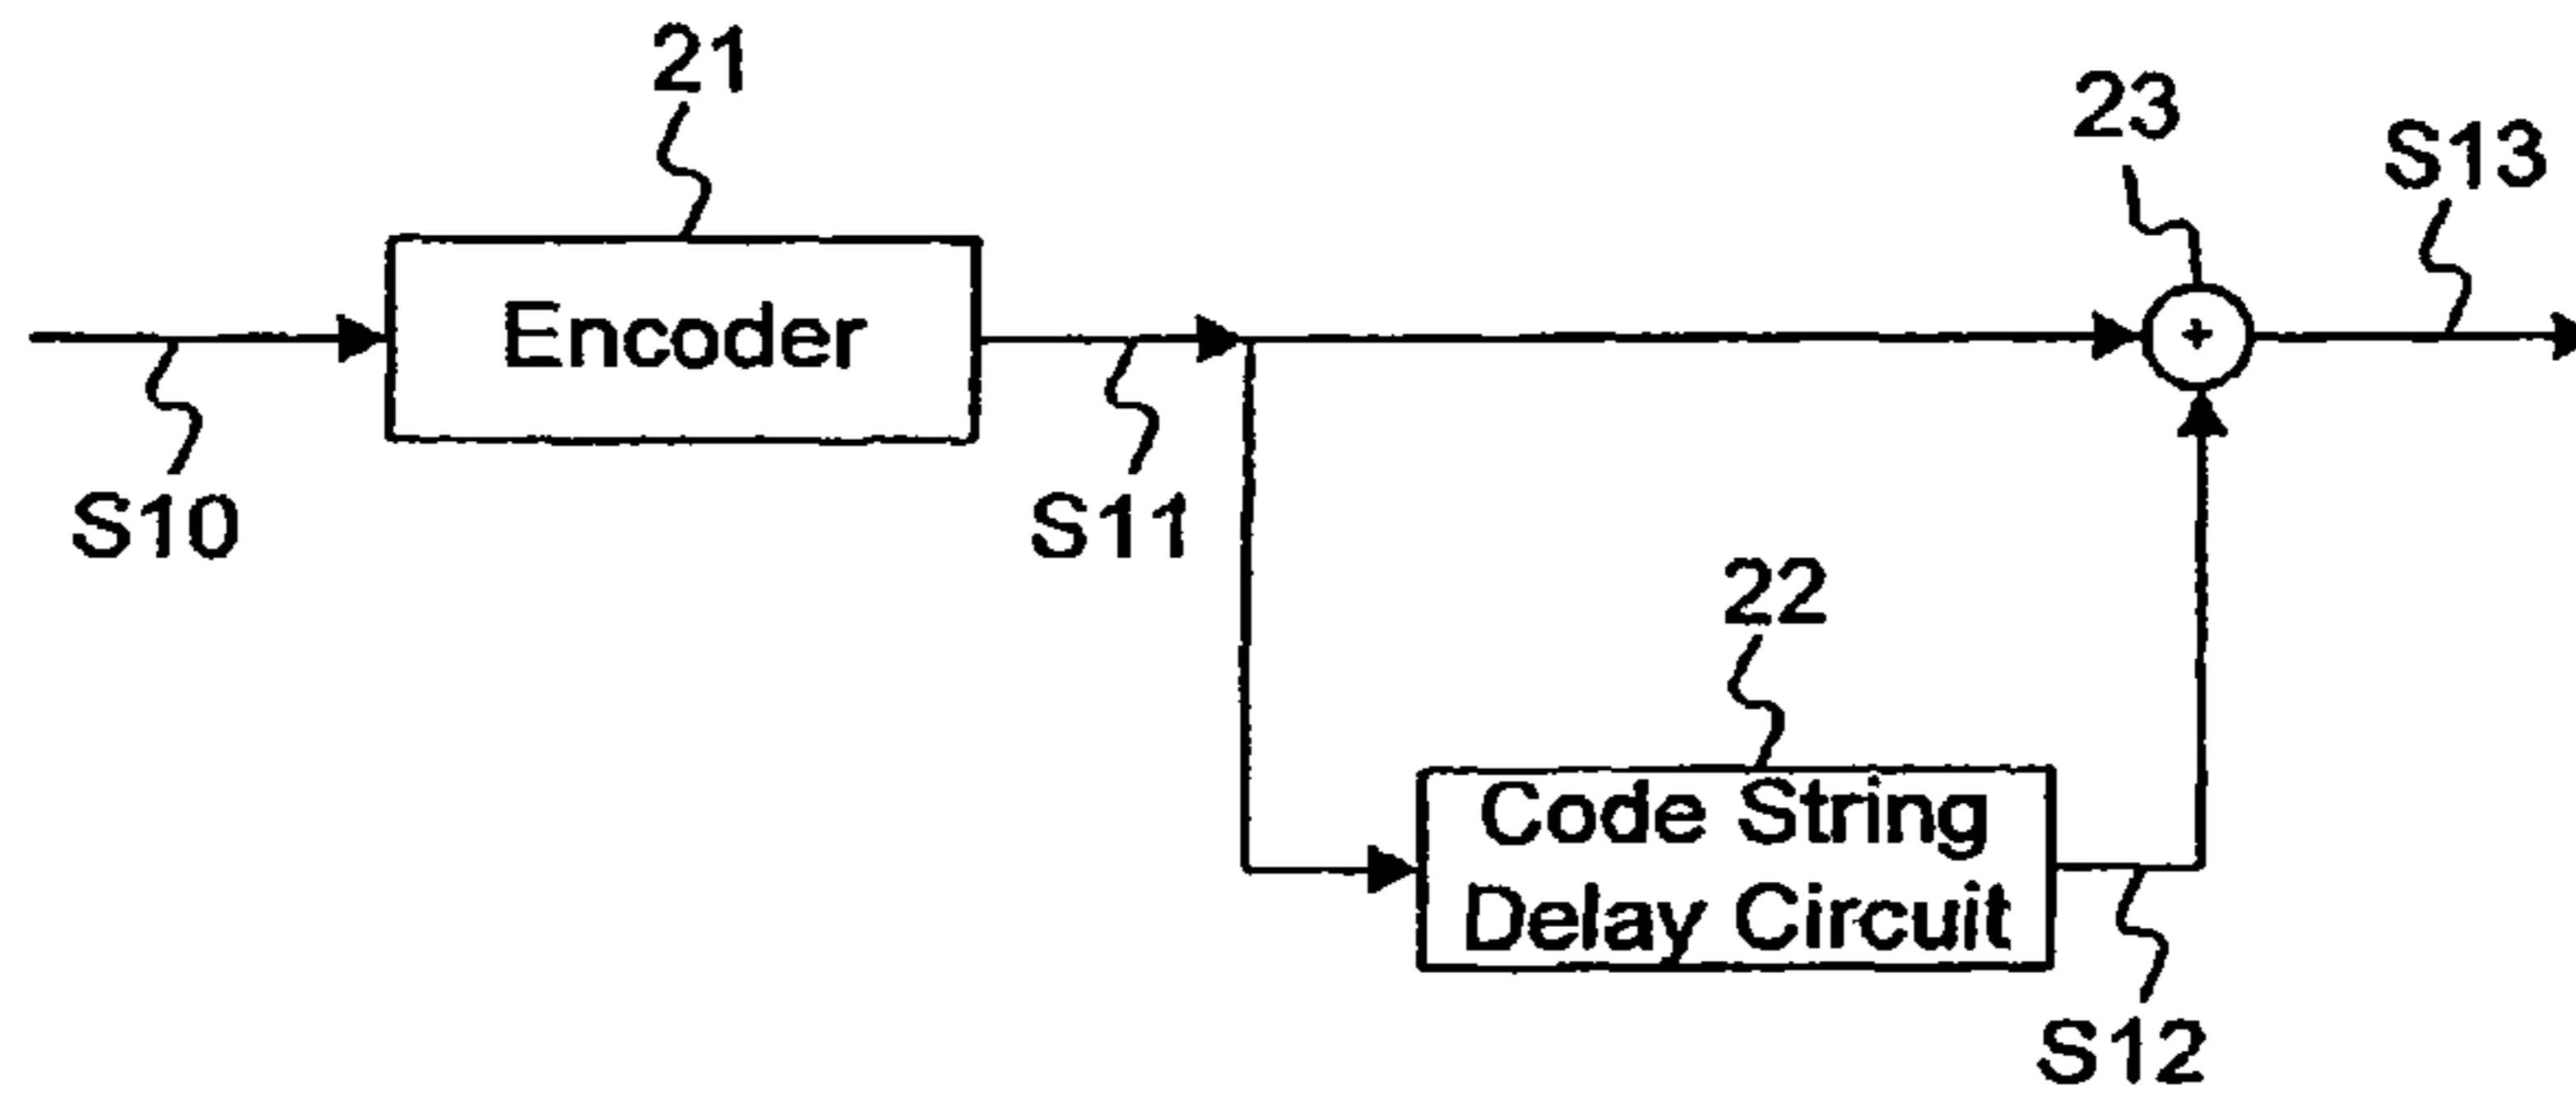 21
23
S13
Encoder
+
S10
S11
22
Code String
Delay Circuit
S12